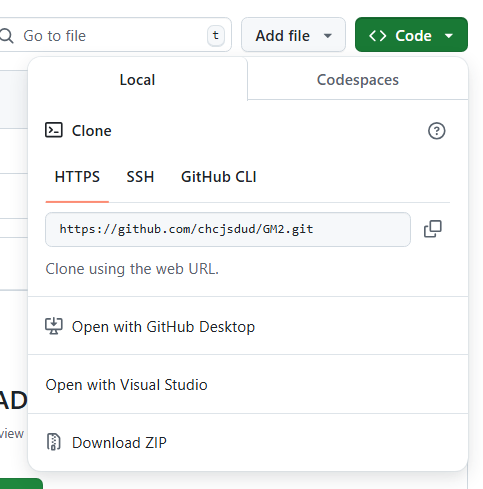 Go to file t Add file Code
Local Codespaces
Clone
HTTPS SSH GitHub CLI
https://github.com/chcjsdud/GM2.git
Clone using the web URL.
Open with GitHub Desktop
Open with Visual Studio
AD
view
Download ZIP